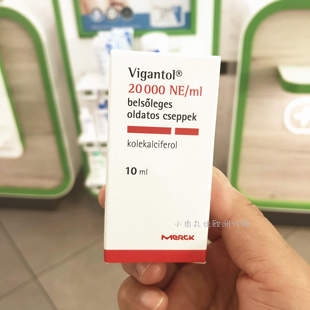 Vigantol®
20 000 NE/ml
belsőleges
oldatos cseppek
kolekalciferol
10 ml
MERCK